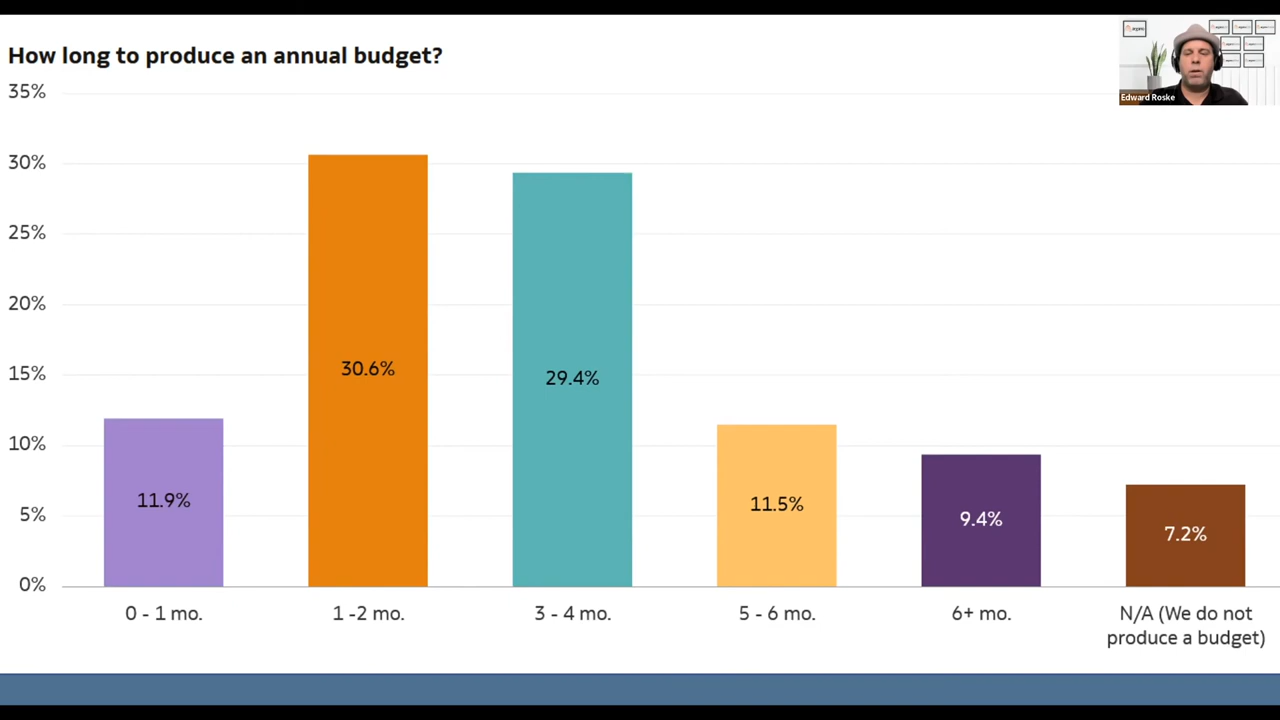 How long to produce an annual budget?
Edward Roske
35%
30%
25%
20%
15%
10%
5%
0%
30.6%
29.4%
11.9%
11.5%
9.4%
7.2%
0 - 1 mo.
1 -2 mo.
3 - 4 mo.
5 - 6 mo.
6+ mo.
N/A (We do not
produce a budget)